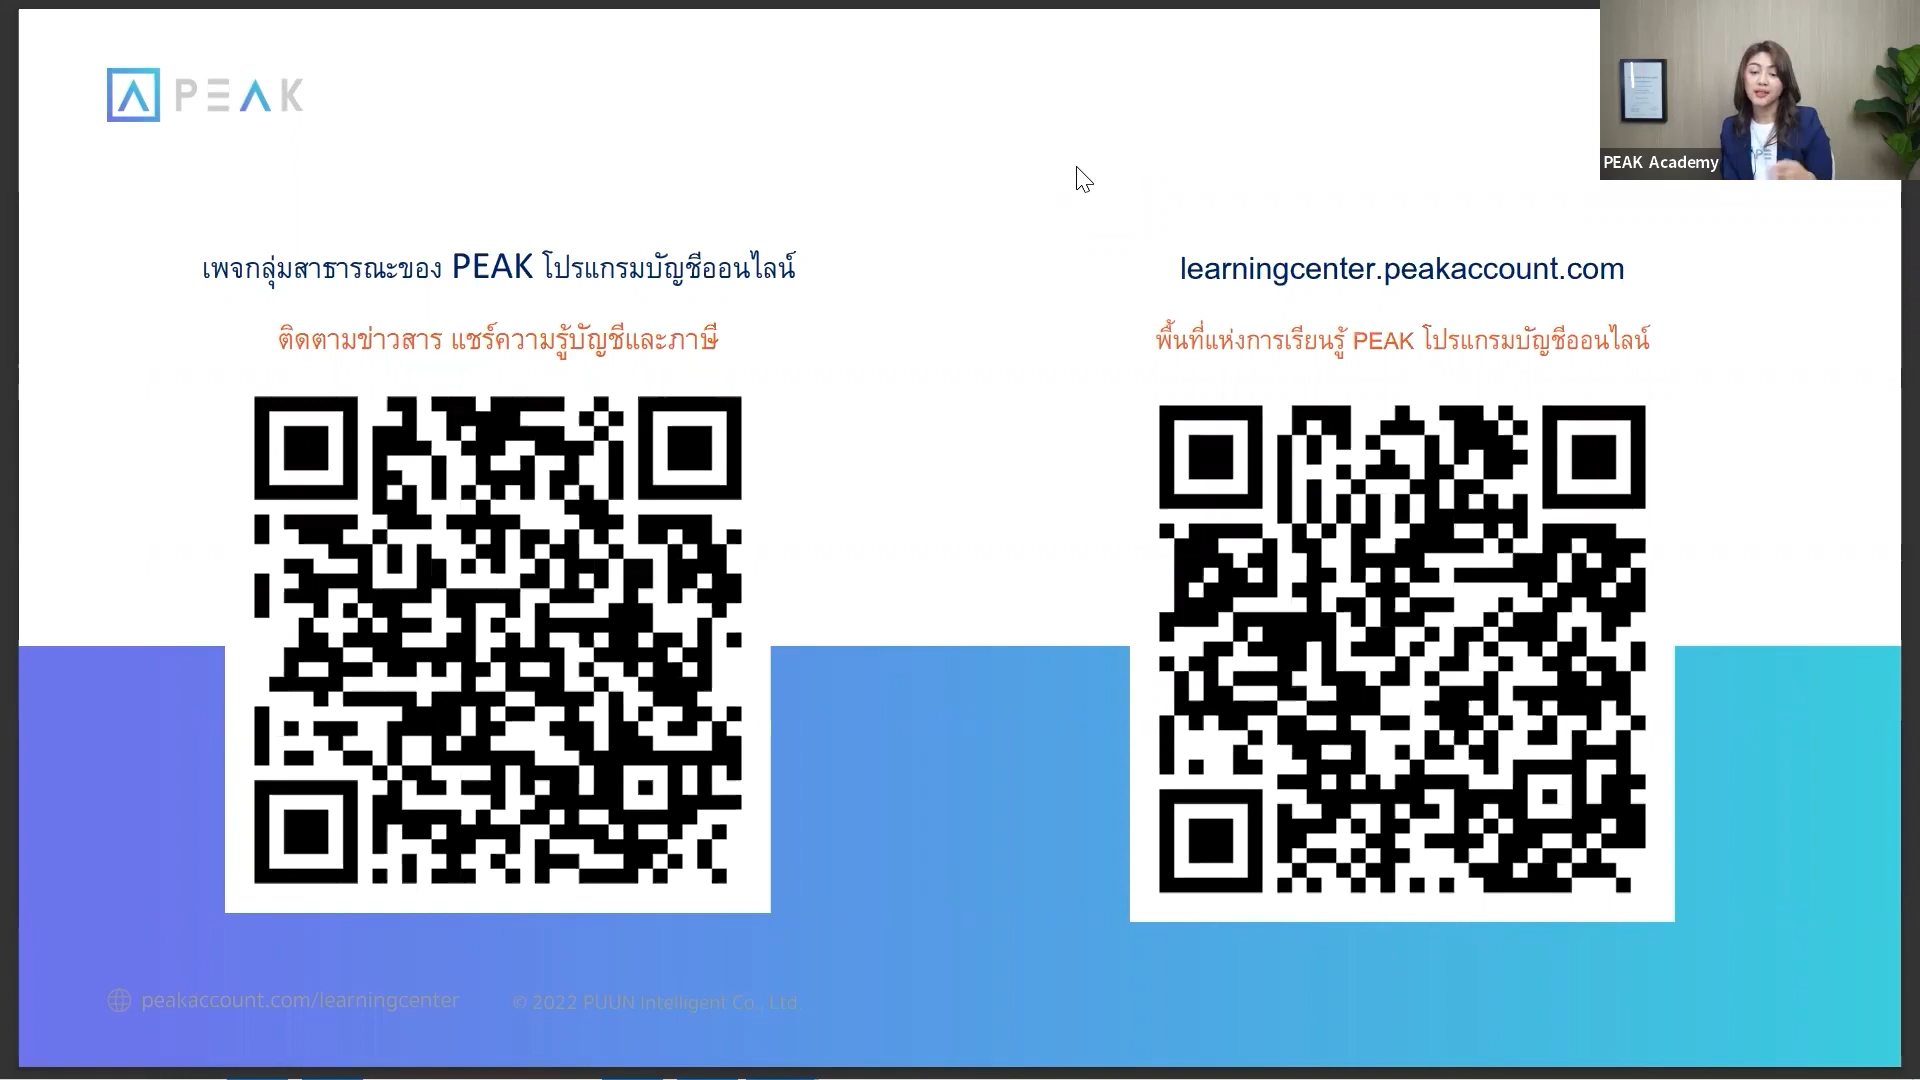 PEAK
PEAK Academy
เพจกลุ่มสาธารณะของ PEAK โปรแกรมบัญชีออนไลน์
ติดตามข่าวสาร แชร์ความรู้บัญชีและภาษี
learningcenter.peakaccount.com
พื้นที่แห่งการเรียนรู้ PEAK โปรแกรมบัญชีออนไลน์
peakaccount.com/learningcenter
© 2022 PUUN Intelligent Co., Ltd.